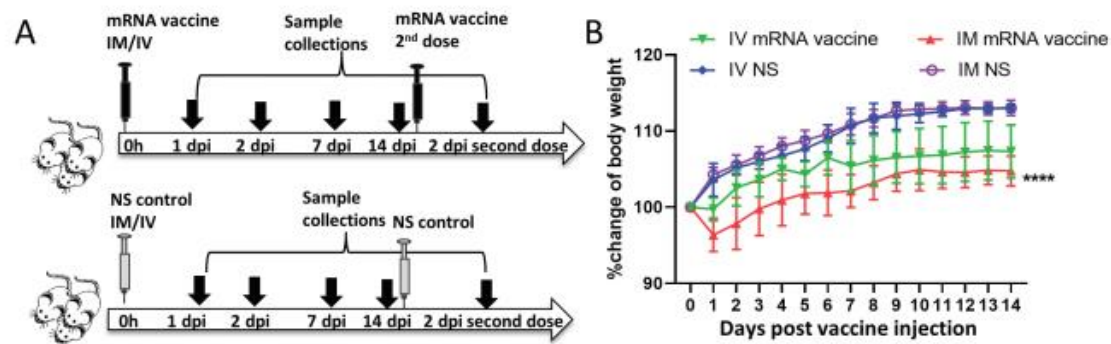 A
mRNA vaccine
IM/IV
Sample
collections
mRNA vaccine
2nd dose
0h 1 dpi 2 dpi 7 dpi 14 dpi 2 dpi second dose
NS control
IM/IV
Sample
collections
NS control
0h 1 dpi 2 dpi 7 dpi 14 dpi 2 dpi second dose
B
IV mRNA vaccine IM mRNA vaccine
IV NS IM NS
%change of body weight
120
110
100
90
****
0 1 2 3 4 5 6 7 8 9 10 11 12 13 14
Days post vaccine injection